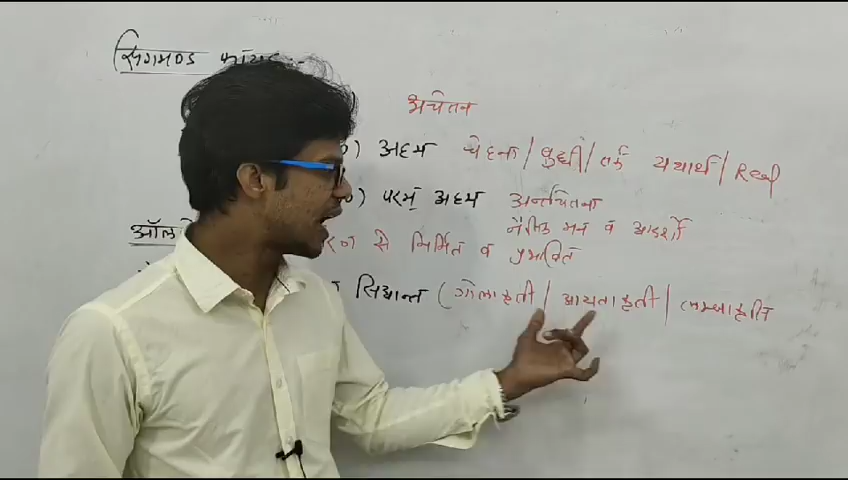 सिगमण्ड फ्रायड :-
अचेतन
) अहम चेतना / बुध्दी / तर्क यथार्थ / Real
) परम् अहम अन्तर्चेतना
नैतिक मन व आदर्शो
ऑल
से निर्मित व प्रभावित
सिध्दान्त (गोलाकृती / आयताकृती / लम्बाकृति